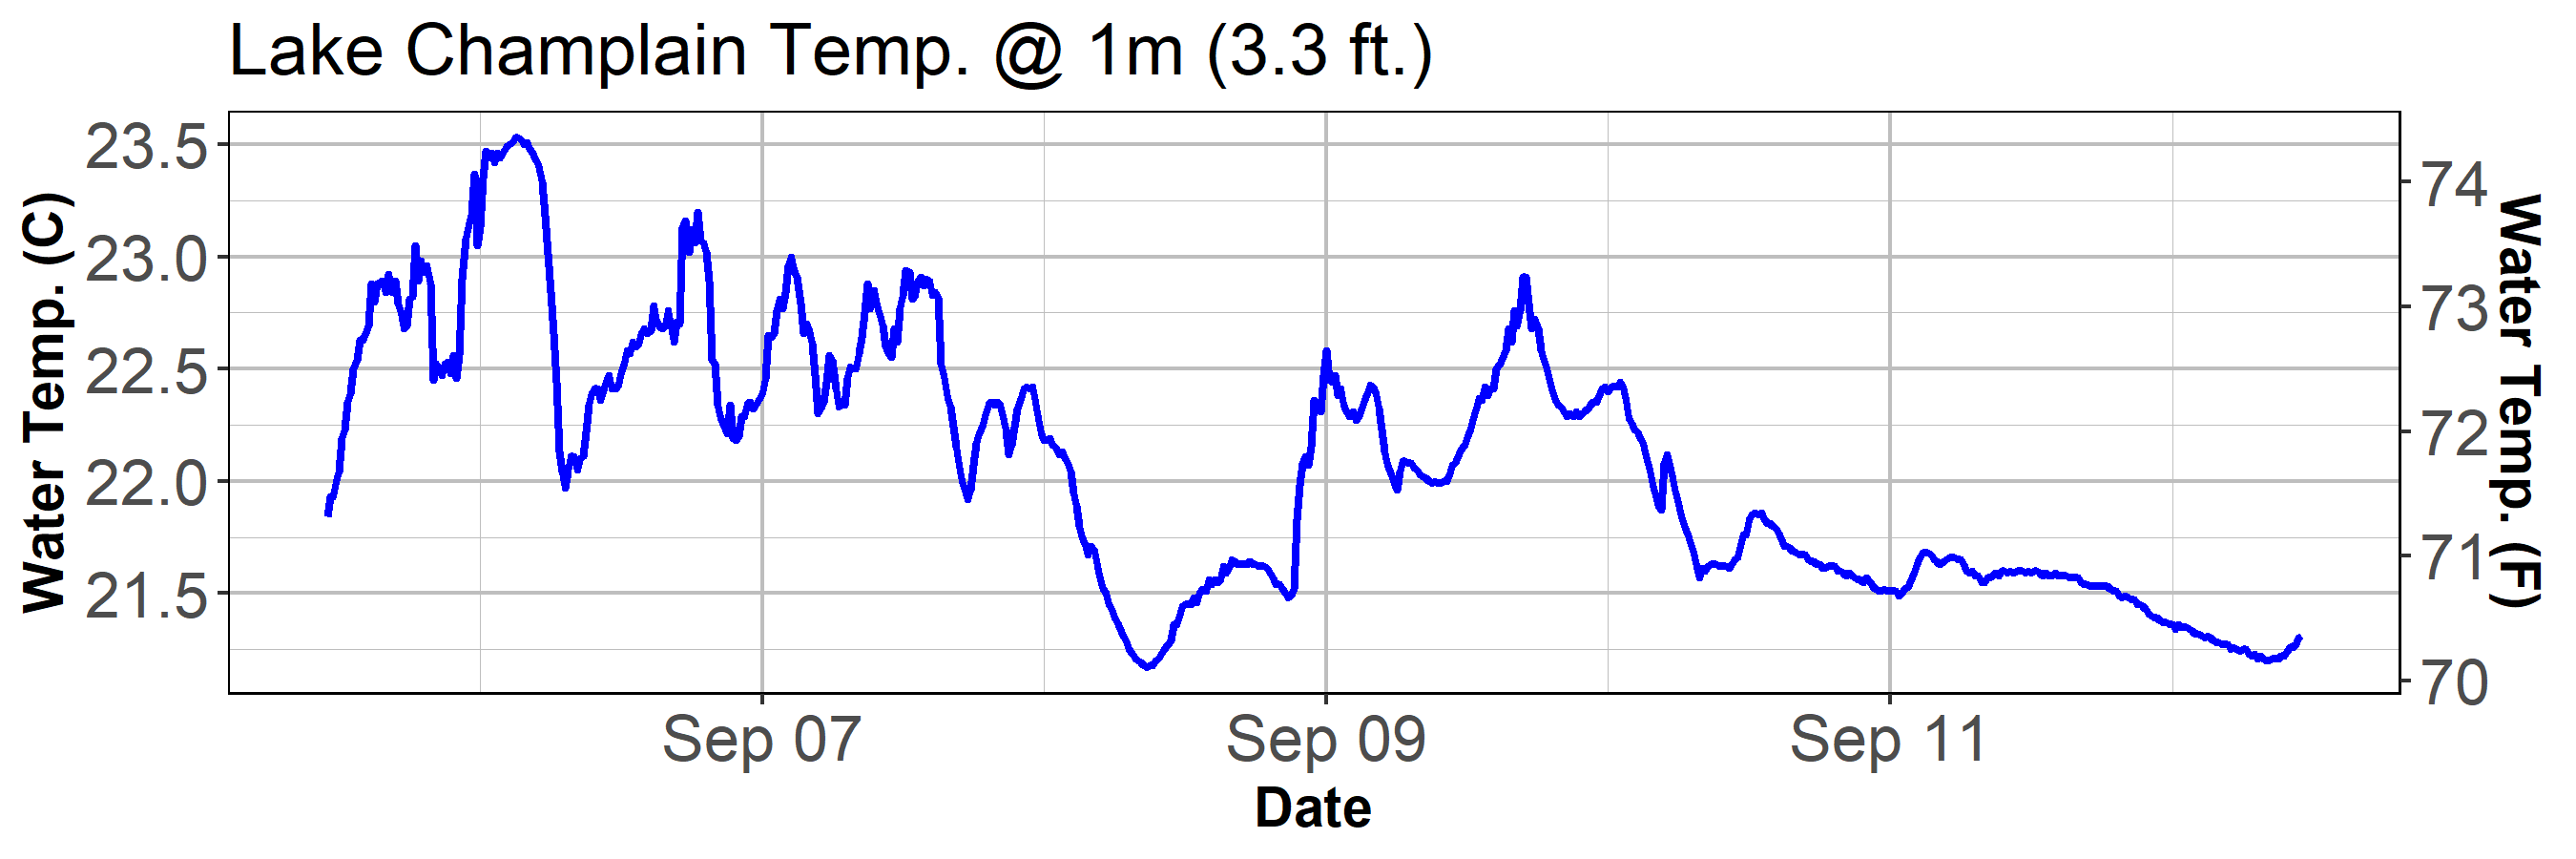 Lake Champlain Temp. @ 1m (3.3 ft.)
Water Temp. (C)
23.5
23.0
22.5
22.0
21.5
74
73
72
71
70
Water Temp. (F)
Sep 07 Sep 09 Sep 11
Date